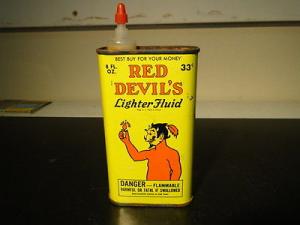 BEST BUY FOR YOUR MONEY
8 FL. OZ.
RED
33¢
DEVIL'S
Lighter Fluid
DANGER — FLAMMABLE
HARMFUL OR FATAL IF SWALLOWED